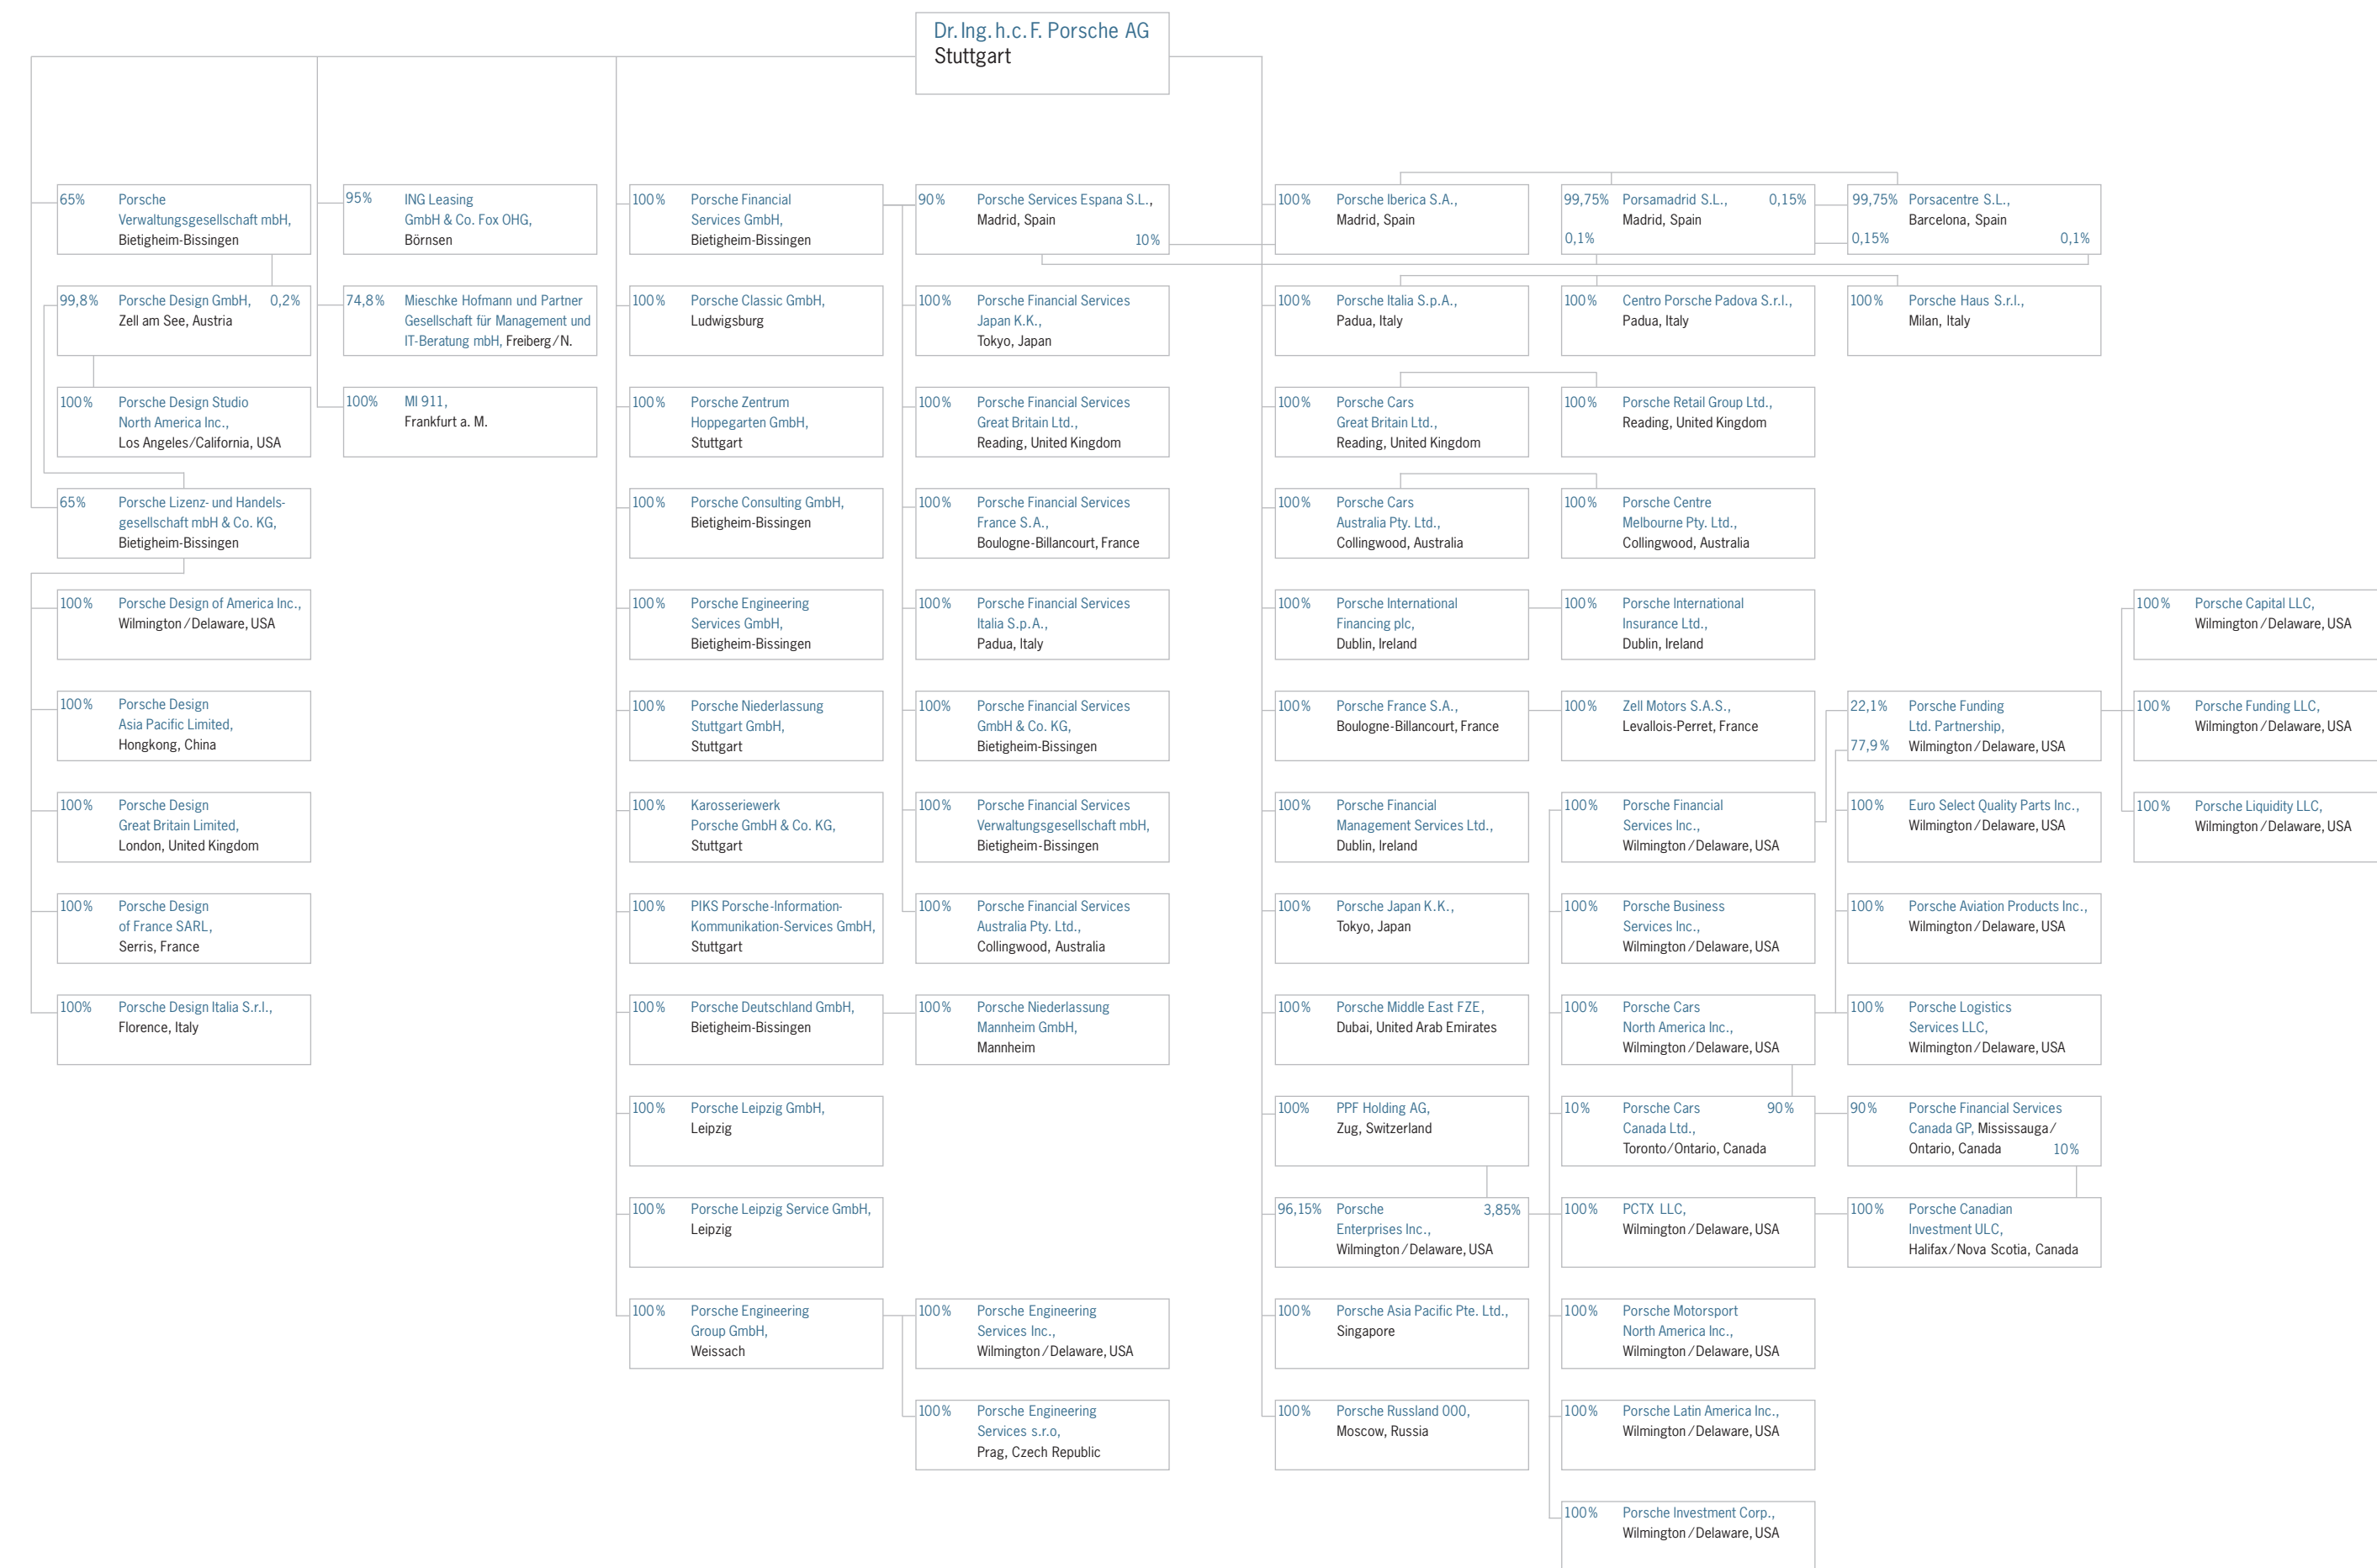 Dr. Ing. h.c. F. Porsche AG
Stuttgart
65%
Porsche
Verwaltungsgesellschaft mbH,
Bietigheim-Bissingen
99,8%
Porsche Design GmbH,
0,2%
Zell am See, Austria
100%
Porsche Design Studio
North America Inc.,
Los Angeles/California, USA
65%
Porsche Lizenz- und Handels-
gesellschaft mbH & Co. KG,
Bietigheim-Bissingen
100%
Porsche Design of America Inc.,
Wilmington/Delaware, USA
100%
Porsche Design
Asia Pacific Limited,
Hongkong, China
100%
Porsche Design
Great Britain Limited,
London, United Kingdom
100%
Porsche Design
of France SARL,
Serris, France
100%
Porsche Design Italia S.r.l.,
Florence, Italy
95%
ING Leasing
GmbH & Co. Fox OHG,
Börnsen
74,8%
Mieschke Hofmann und Partner
Gesellschaft für Management und
IT-Beratung mbH, Freiberg/N.
100%
MI 911,
Frankfurt a. M.
100%
Porsche Financial
Services GmbH,
Bietigheim-Bissingen
100%
Porsche Classic GmbH,
Ludwigsburg
100%
Porsche Zentrum
Hoppegarten GmbH,
Stuttgart
100%
Porsche Consulting GmbH,
Bietigheim-Bissingen
100%
Porsche Engineering
Services GmbH,
Bietigheim-Bissingen
100%
Porsche Niederlassung
Stuttgart GmbH,
Stuttgart
100%
Karosseriewerk
Porsche GmbH & Co. KG,
Stuttgart
100%
PIKS Porsche-Information-
Kommunikation-Services GmbH,
Stuttgart
100%
Porsche Deutschland GmbH,
Bietigheim-Bissingen
100%
Porsche Leipzig GmbH,
Leipzig
100%
Porsche Leipzig Service GmbH,
Leipzig
100%
Porsche Engineering
Group GmbH,
Weissach
90%
Porsche Services Espana S.L.,
Madrid, Spain
10%
100%
Porsche Financial Services
Japan K.K.,
Tokyo, Japan
100%
Porsche Financial Services
Great Britain Ltd.,
Reading, United Kingdom
100%
Porsche Financial Services
France S.A.,
Boulogne-Billancourt, France
100%
Porsche Financial Services
Italia S.p.A.,
Padua, Italy
100%
Porsche Financial Services
GmbH & Co. KG,
Bietigheim-Bissingen
100%
Porsche Financial Services
Verwaltungsgesellschaft mbH,
Bietigheim-Bissingen
100%
Porsche Financial Services
Australia Pty. Ltd.,
Collingwood, Australia
100%
Porsche Niederlassung
Mannheim GmbH,
Mannheim
100%
Porsche Engineering
Services Inc.,
Wilmington/Delaware, USA
100%
Porsche Engineering
Services s.r.o,
Prag, Czech Republic
100%
Porsche Iberica S.A.,
Madrid, Spain
100%
Porsche Italia S.p.A.,
Padua, Italy
100%
Porsche Cars
Great Britain Ltd.,
Reading, United Kingdom
100%
Porsche Cars
Australia Pty. Ltd.,
Collingwood, Australia
100%
Porsche International
Financing plc,
Dublin, Ireland
100%
Porsche France S.A.,
Boulogne-Billancourt, France
100%
Porsche Financial
Management Services Ltd.,
Dublin, Ireland
100%
Porsche Japan K.K.,
Tokyo, Japan
100%
Porsche Middle East FZE,
Dubai, United Arab Emirates
100%
PPF Holding AG,
Zug, Switzerland
96,15%
Porsche
3,85%
Enterprises Inc.,
Wilmington/Delaware, USA
100%
Porsche Asia Pacific Pte. Ltd.,
Singapore
100%
Porsche Russland OOO,
Moscow, Russia
99,75%
Porsamadrid S.L.,
0,15%
Madrid, Spain
0,1%
100%
Centro Porsche Padova S.r.l.,
Padua, Italy
100%
Porsche Retail Group Ltd.,
Reading, United Kingdom
100%
Porsche Centre
Melbourne Pty. Ltd.,
Collingwood, Australia
100%
Porsche International
Insurance Ltd.,
Dublin, Ireland
100%
Zell Motors S.A.S.,
Levallois-Perret, France
100%
Porsche Financial
Services Inc.,
Wilmington/Delaware, USA
100%
Porsche Business
Services Inc.,
Wilmington/Delaware, USA
100%
Porsche Cars
North America Inc.,
Wilmington/Delaware, USA
10%
Porsche Cars
90%
Canada Ltd.,
Toronto/Ontario, Canada
100%
PCTX LLC,
Wilmington/Delaware, USA
100%
Porsche Motorsport
North America Inc.,
Wilmington/Delaware, USA
100%
Porsche Latin America Inc.,
Wilmington/Delaware, USA
100%
Porsche Investment Corp.,
Wilmington/Delaware, USA
99,75%
Porsacentre S.L.,
Barcelona, Spain
0,15%
0,1%
100%
Porsche Haus S.r.l.,
Milan, Italy
22,1%
Porsche Funding
Ltd. Partnership,
77,9%
Wilmington/Delaware, USA
100%
Euro Select Quality Parts Inc.,
Wilmington/Delaware, USA
100%
Porsche Aviation Products Inc.,
Wilmington/Delaware, USA
100%
Porsche Logistics
Services LLC,
Wilmington/Delaware, USA
90%
Porsche Financial Services
Canada GP, Mississauga/
Ontario, Canada
10%
100%
Porsche Canadian
Investment ULC,
Halifax/Nova Scotia, Canada
100%
Porsche Capital LLC,
Wilmington/Delaware, USA
100%
Porsche Funding LLC,
Wilmington/Delaware, USA
100%
Porsche Liquidity LLC,
Wilmington/Delaware, USA